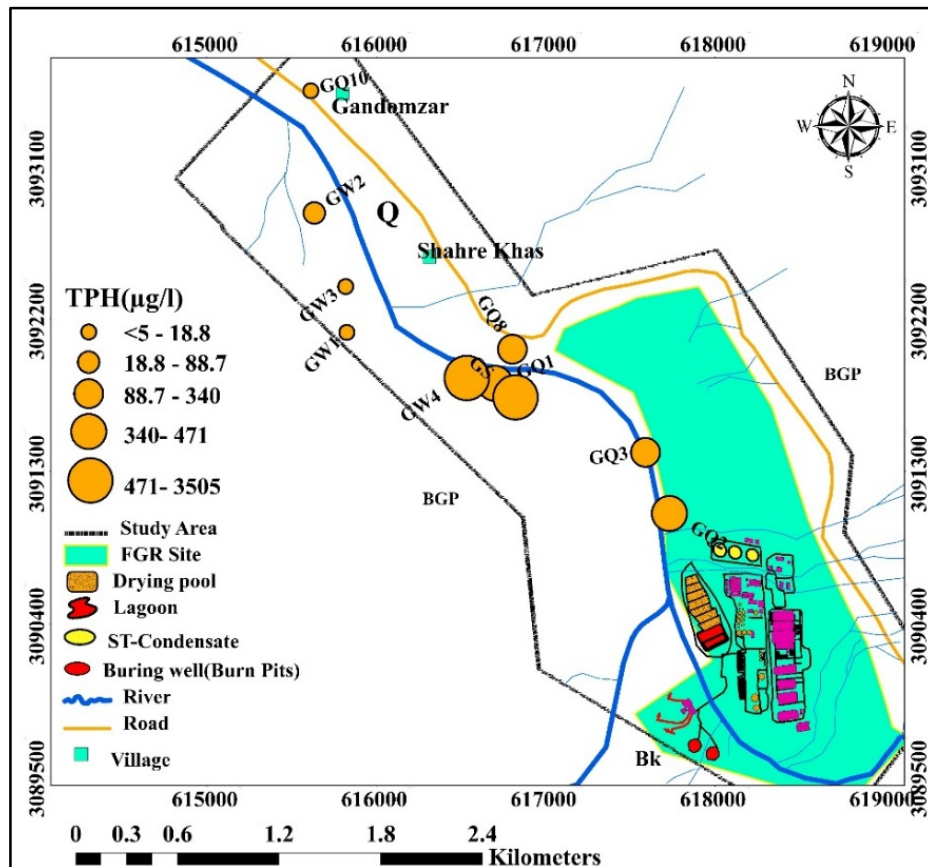 615000 616000 617000 618000 619000
N
W E
S
GQ10
Gandomzar
3093100 3093100
GW2
Q
Shahre Khas
TPH(µg/l)
<5 - 18.8
18.8 - 88.7
88.7 - 340
340- 471
471- 3505
GW3
GW1
GQ8
3092200 3092200
G5
GQ1
GW4
BGP
GQ3
BGP
3091300 3091300
GQ2
Study Area
FGR Site
Drying pool
Lagoon
ST-Condensate
Buring well(Burn Pits)
River
Road
Village
3090400 3090400
Bk
3089500 3089500
615000 616000 617000 618000 619000
0 0.3 0.6 1.2 1.8 2.4
Kilometers